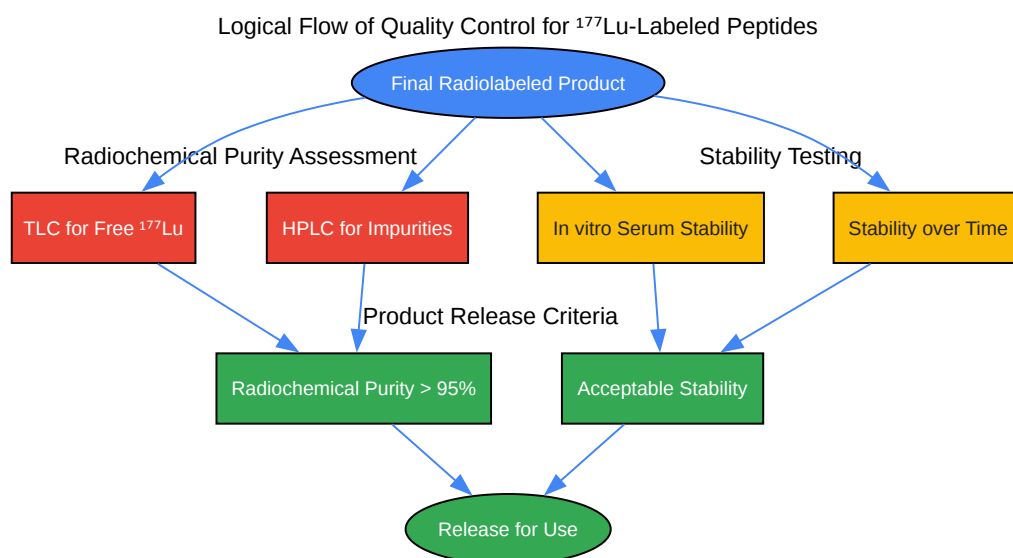 Logical Flow of Quality Control for ¹⁷⁷Lu-Labeled Peptides
Final Radiolabeled Product
Radiochemical Purity Assessment
Stability Testing
TLC for Free ¹⁷⁷Lu
HPLC for Impurities
In vitro Serum Stability
Stability over Time
Product Release Criteria
Radiochemical Purity > 95%
Acceptable Stability
Release for Use